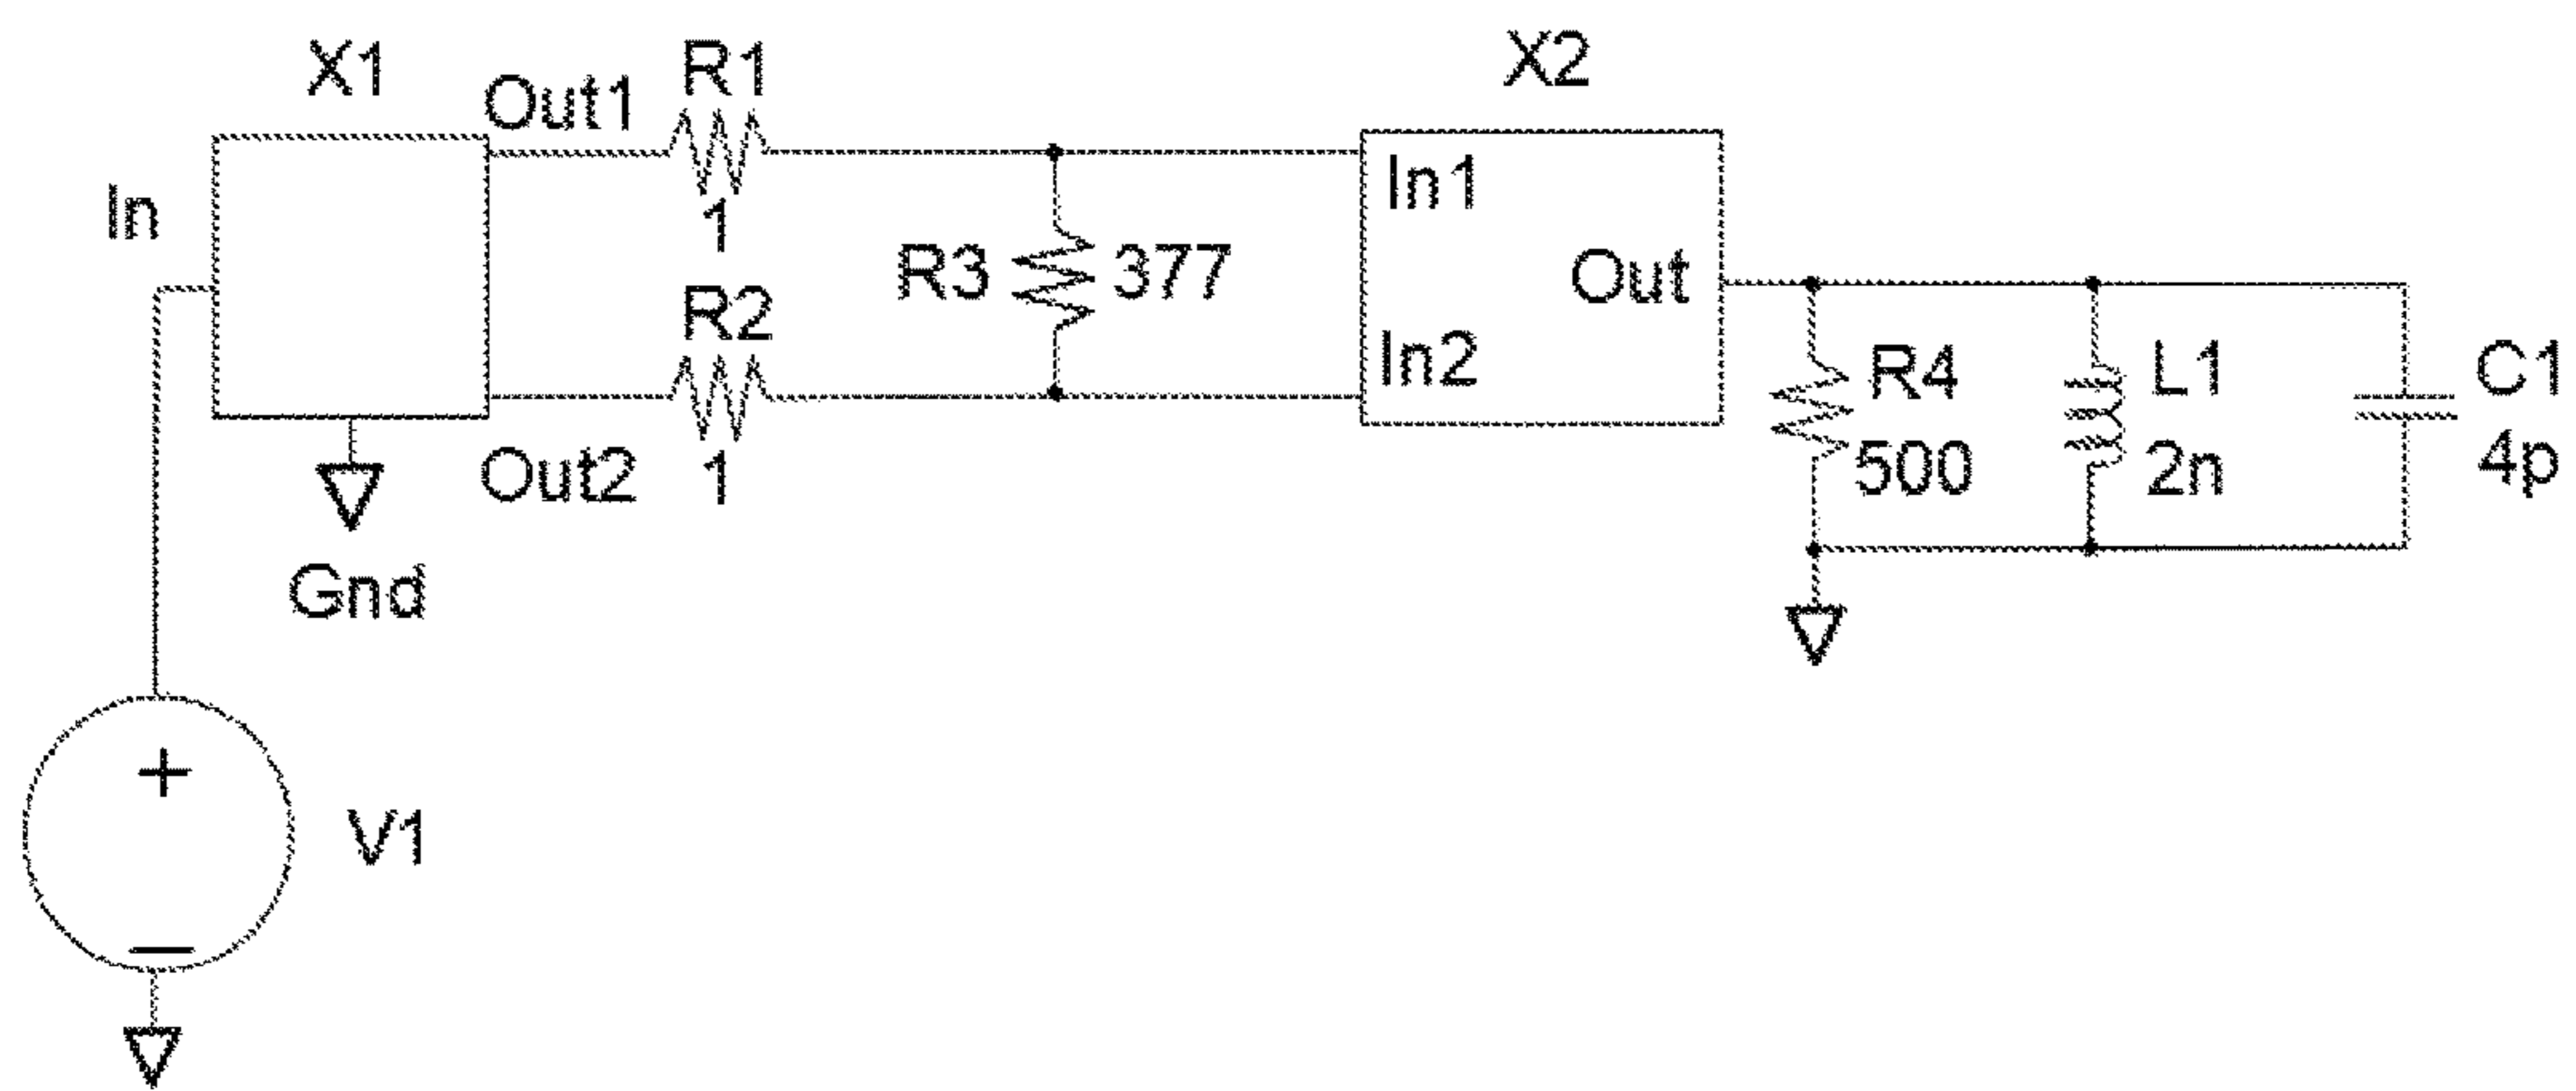 X1
Out1
R1
1
In
R2
1
Out2
Gnd
R3
377
X2
In1
In2
Out
R4
500
L1
2n
C1
4p
+
V1
−